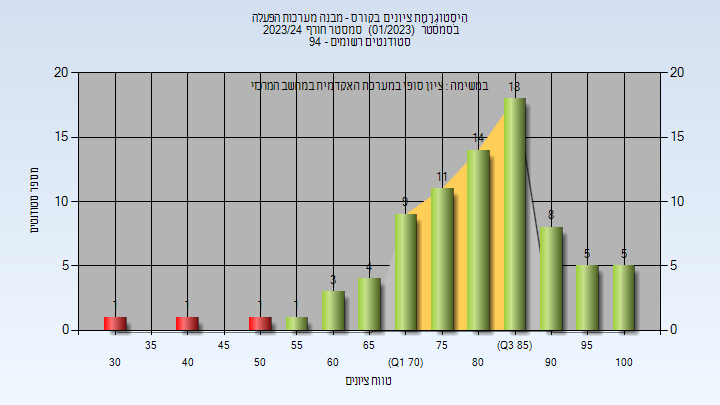 היסטוגרמת ציונים בקורס - מבנה מערכות הפעלה
בסמסטר (01/2023) סמסטר חורף 2023/24
סטודנטים רשומים - 94
במשימה : ציון סופי במערכת האקדמית במחשב המרכזי
20 20
15 15
10 10
5 5
0 0
מספר סטודנטים
1 1 1 1 3 4 9 11 14 18 8 5 5
35 45 55 65 75 (Q3 85) 95
30 40 50 60 (Q1 70) 80 90 100
טווח ציונים